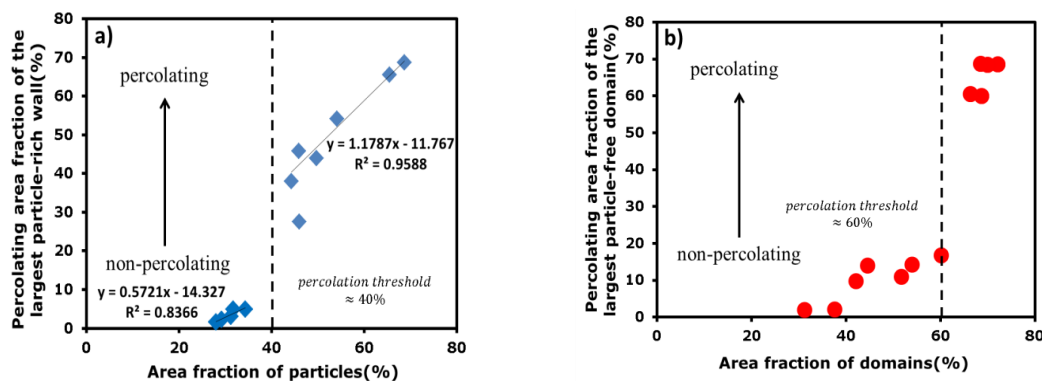 a)
Percolating area fraction of the
largest particle-rich wall(%)
80
70
60
50
40
30
20
10
0
percolating
non-percolating
y = 1.1787x - 11.767
R² = 0.9588
y = 0.5721x - 14.327
R² = 0.8366
percolation threshold
≈ 40%
0 20 40 60 80
Area fraction of particles(%)
b)
Percolating area fraction of the
largest particle-free domain(%)
80
70
60
50
40
30
20
10
0
percolating
percolation threshold
≈ 60%
non-percolating
0 20 40 60 80
Area fraction of domains(%)